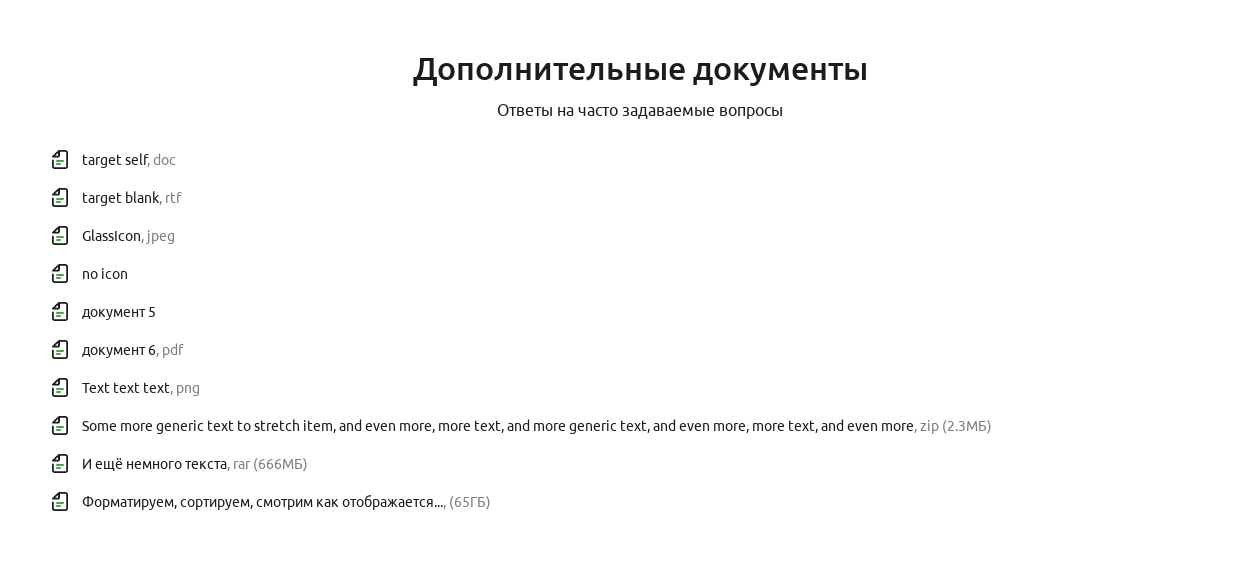 Дополнительные документы
Ответы на часто задаваемые вопросы
target self, doc
target blank, rtf
GlassIcon, jpeg
no icon
документ 5
документ 6, pdf
Text text text, png
Some more generic text to stretch item, and even more, more text, and more generic text, and even more, more text, and even more, zip (2.3МБ)
И ещё немного текста, rar (666МБ)
Форматируем, сортируем, смотрим как отображается..., (65ГБ)